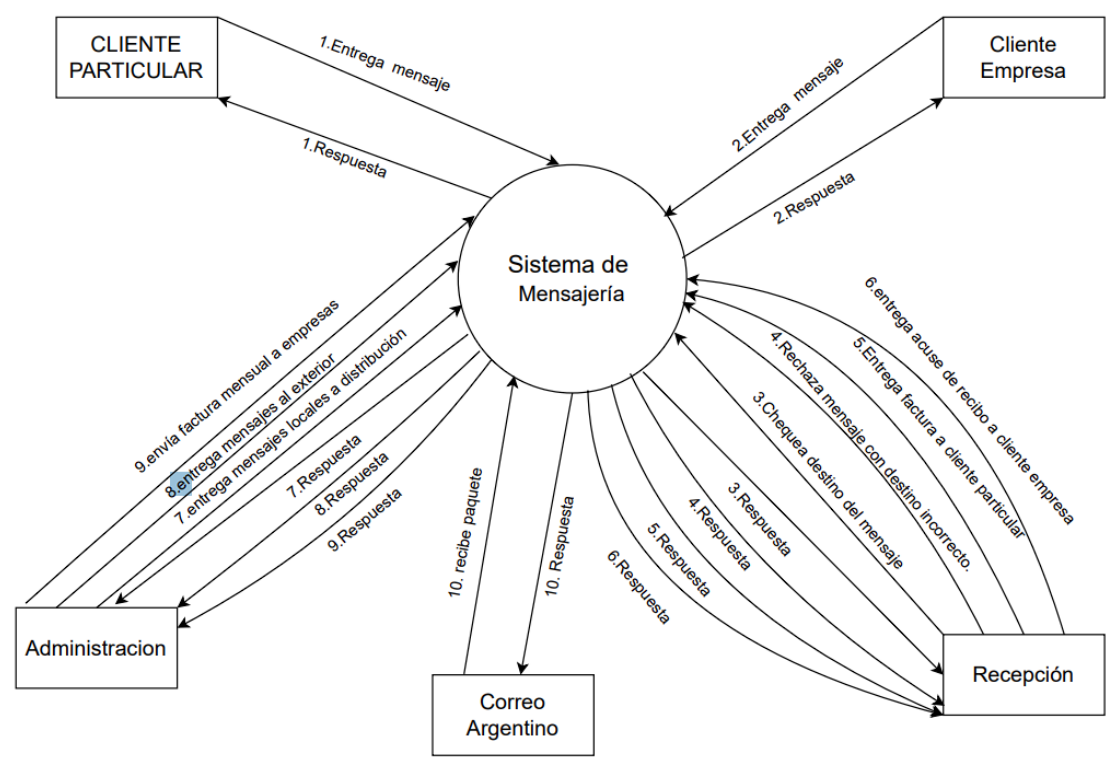 CLIENTE
PARTICULAR
1.Entrega mensaje
1.Respuesta
Cliente
Empresa
2.Entrega mensaje
2.Respuesta
Sistema de
Mensajería
9.envía factura mensual a empresas
8.entrega mensajes al exterior
7.entrega mensajes locales a distribución
7.Respuesta
8.Respuesta
9.Respuesta
10. recibe paquete
10. Respuesta
6.entrega acuse de recibo a cliente empresa
5.Entrega factura a cliente particular
4.Rechaza mensaje con destino incorrecto.
3.Chequea destino del mensaje
3.Respuesta
4.Respuesta
5.Respuesta
6.Respuesta
Administracion
Correo
Argentino
Recepción